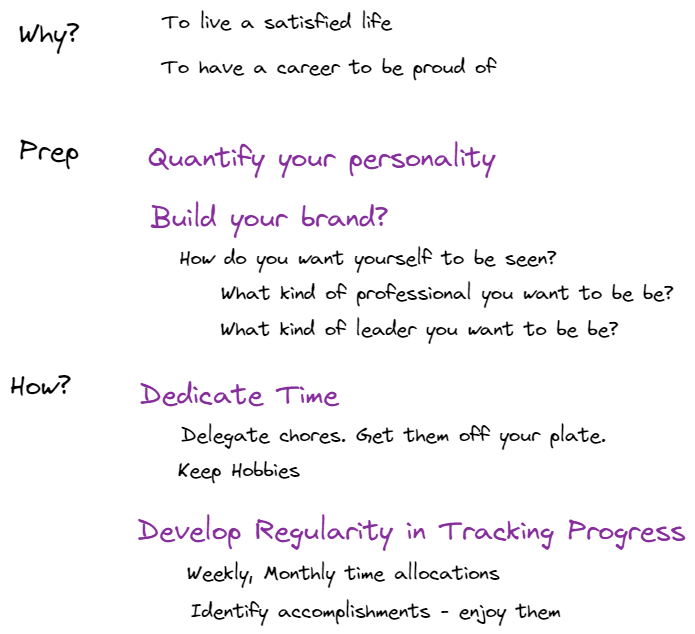 Why?
To live a satisfied life
To have a career to be proud of
Prep
Quantify your personality
Build your brand?
How do you want yourself to be seen?
What kind of professional you want to be be?
What kind of leader you want to be be?
How?
Dedicate Time
Delegate chores. Get them off your plate.
Keep Hobbies
Develop Regularity in Tracking Progress
Weekly, Monthly time allocations
Identify accomplishments - enjoy them